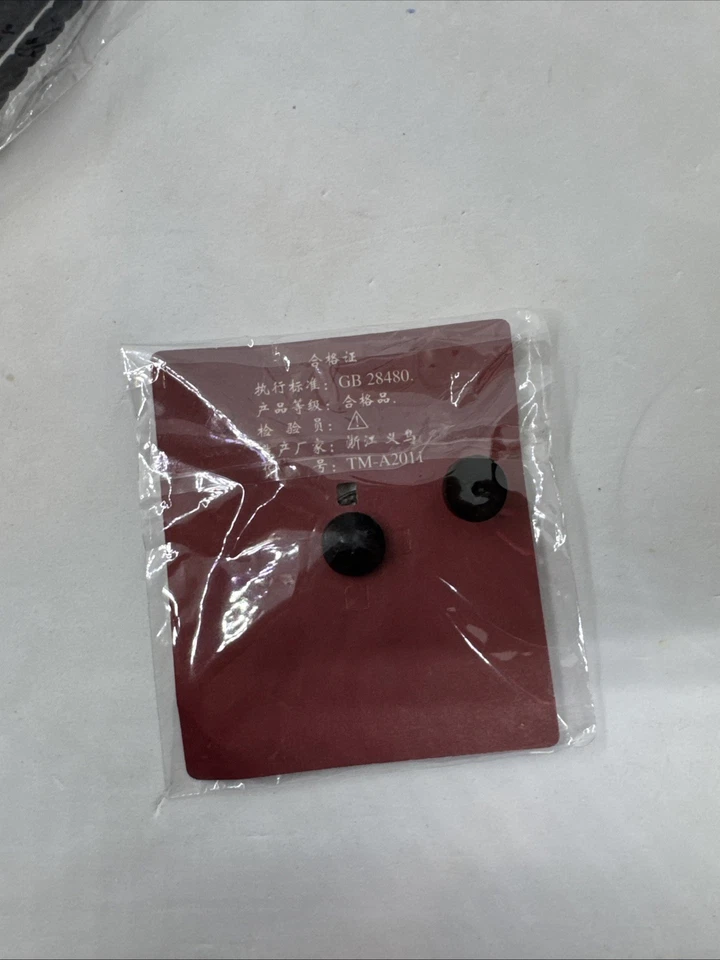 合格证
执行标准：GB 28480.
产品等级：合格品.
检 验 员：⚠
产厂家：浙江 义乌
号：TM-A2011